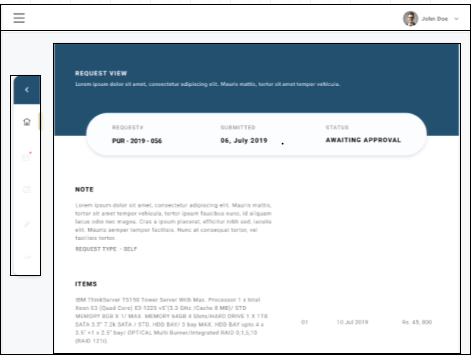 John Doe
REQUEST VIEW
Lorem ipsum dolor sit amet, consectetur adipiscing elit. Mauris mattis, tortor sit amet tempor vehicula.
REQUEST# SUBMITTED STATUS
PUR - 2019 - 056 06, July 2019 AWAITING APPROVAL
NOTE
Lorem ipsum dolor sit amet, consectetur adipiscing elit. Mauris mattis,
tortor sit amet tempor vehicula, tortor ipsum faucibus nunc, id aliquam
lacus odio nec magna. Cras a ipsum placerat, efficitur nibh sed, iaculis
elit. Mauris semper tempor facilisis. Nunc at consequat tortor, vel
facilisis tortor.
REQUEST TYPE - SELF
ITEMS
IBM ThinkServer TS150 Tower Server With Max. Processor 1 x Intel
Xeon E3 (Quad Core) E3-1225 v5"(3.3 GHz /Cache 8 MB)/ STD
MEMORY 8GB X 1/ MAX. MEMORY 64GB 4 Slots/HARD DRIVE 1 X 1TB
SATA 3.5" 7.2k SATA / STD, HDD BAY/ 3 bay MAX. HDD BAY upto 4 x
3.5" +1 x 2.5" bay/ OPTICAL Multi Burner/Integrated RAID 0,1,5,10
(RAID 121i)
01 10 Jul 2019 Rs. 45, 800